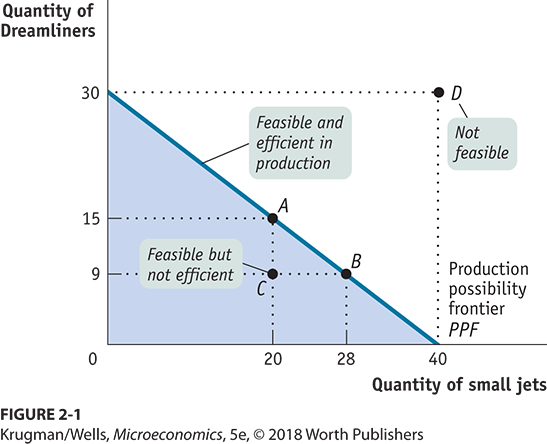 Quantity of
Dreamliners
30
D
Feasible and
efficient in
production
Not
feasible
A
15
Feasible but
not efficient
B
9
C
Production
possibility
frontier
PPF
0
20
28
40
Quantity of small jets
FIGURE 2-1
Krugman/Wells, Microeconomics, 5e, © 2018 Worth Publishers